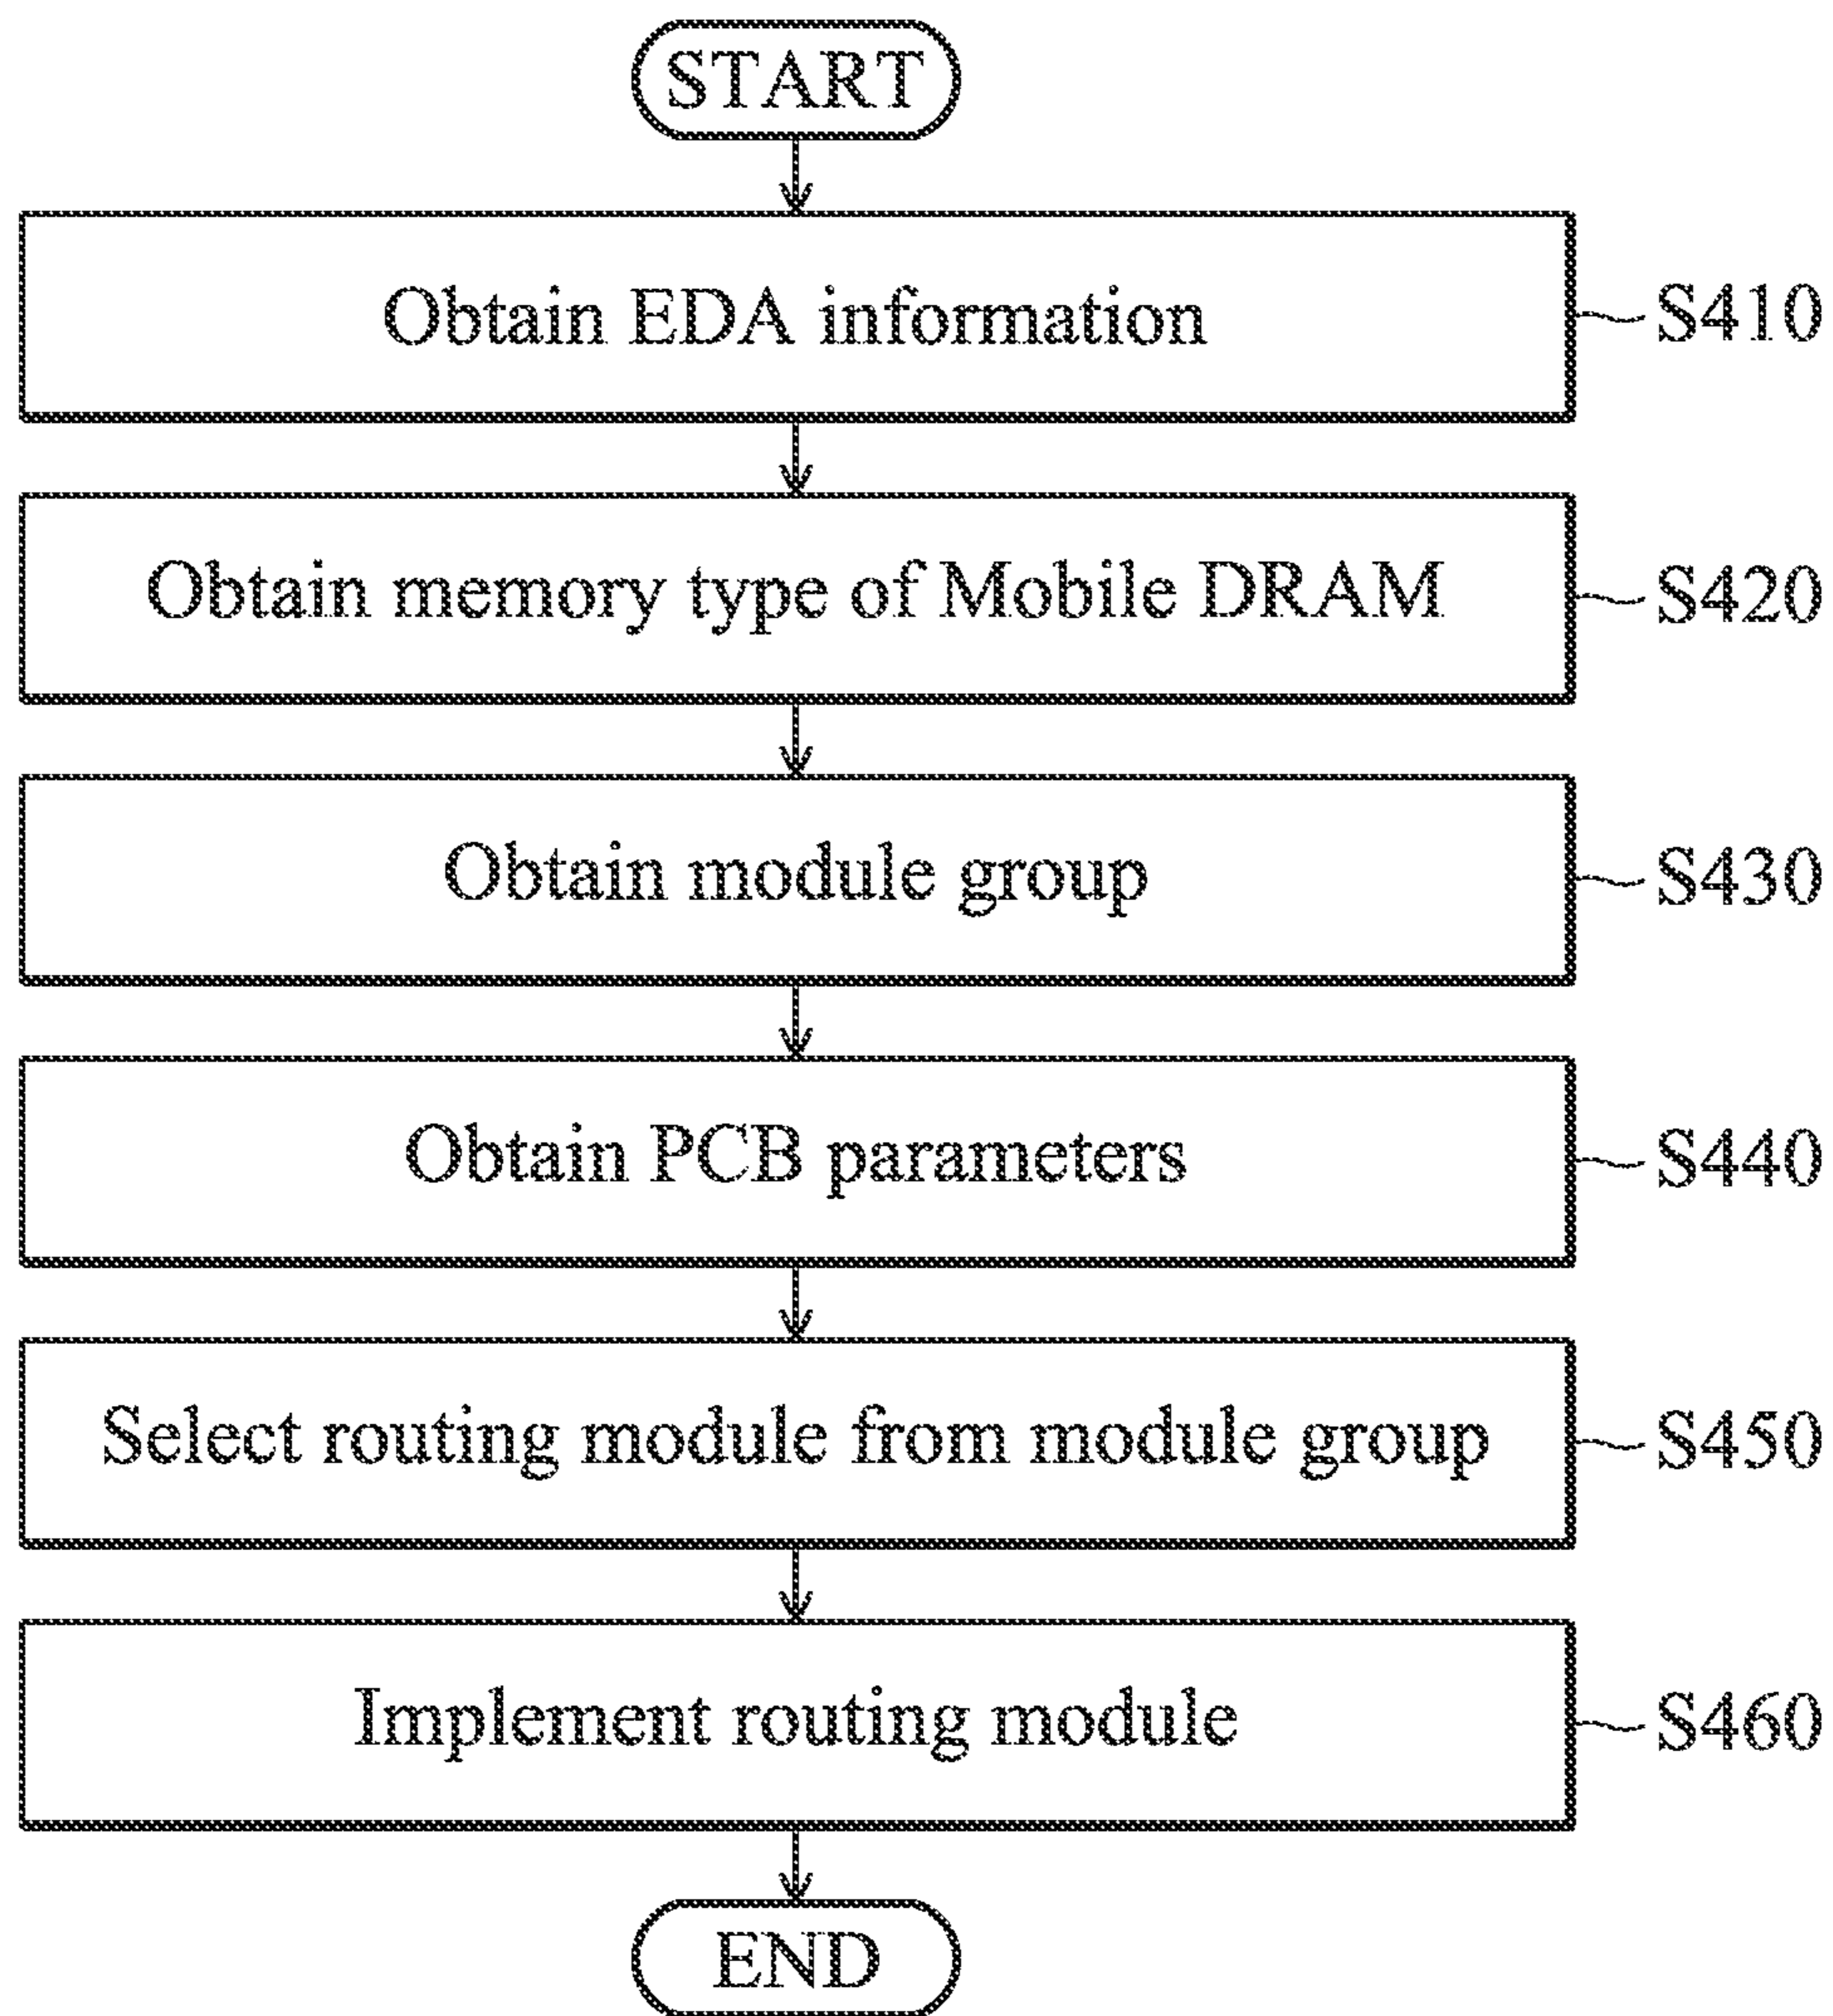 START
Obtain EDA information
S410
Obtain memory type of Mobile DRAM
S420
Obtain module group
S430
Obtain PCB parameters
S440
Select routing module from module group
S450
Implement routing module
S460
END